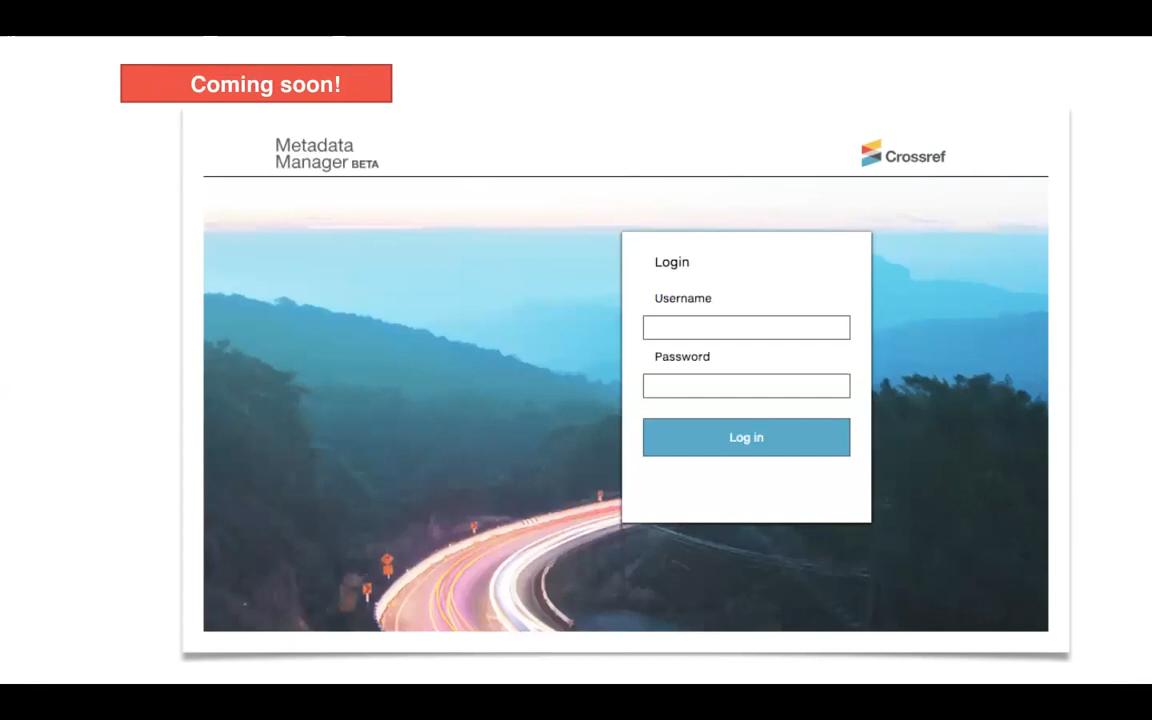 Coming soon!
Metadata
Manager BETA
Crossref
Login
Username
Password
Log in